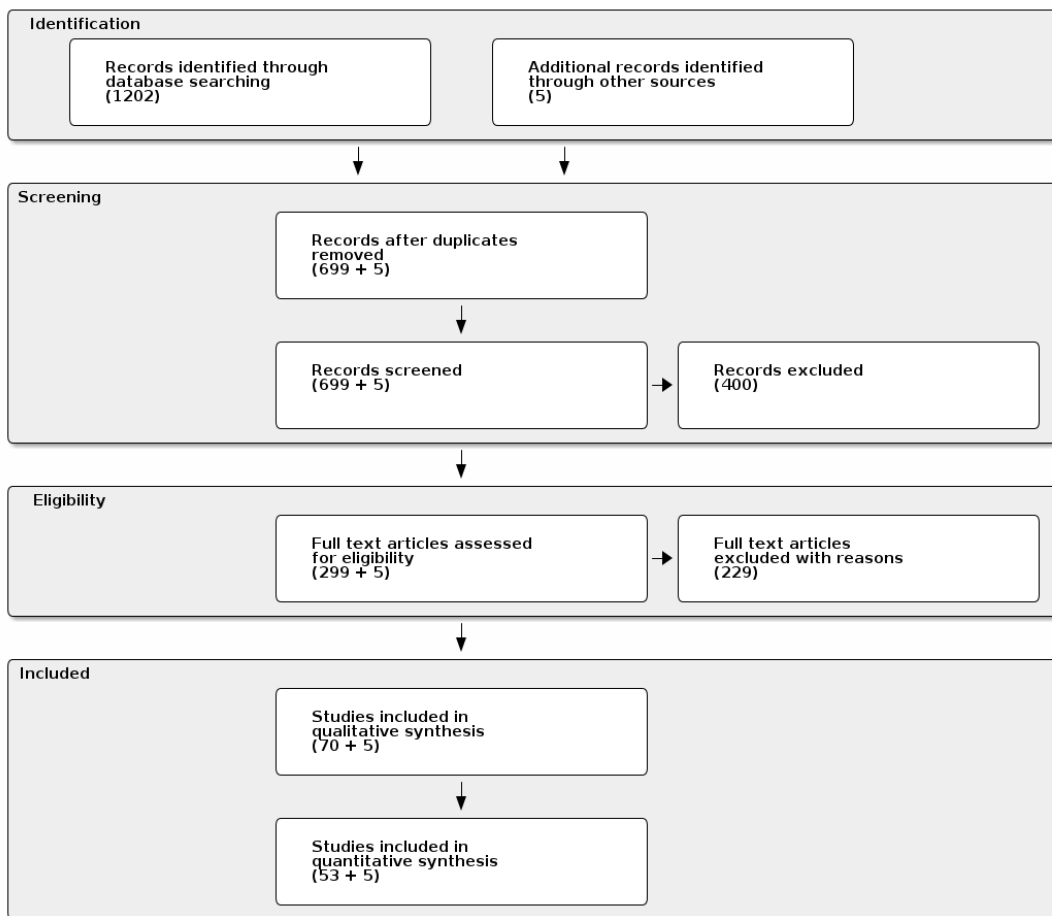 Identification
Records identified through
database searching
(1202)
Additional records identified
through other sources
(5)
Screening
Records after duplicates
removed
(699 + 5)
Records screened
(699 + 5)
Records excluded
(400)
Eligibility
Full text articles assessed
for eligibility
(299 + 5)
Full text articles
excluded with reasons
(229)
Included
Studies included in
qualitative synthesis
(70 + 5)
Studies included in
quantitative synthesis
(53 + 5)